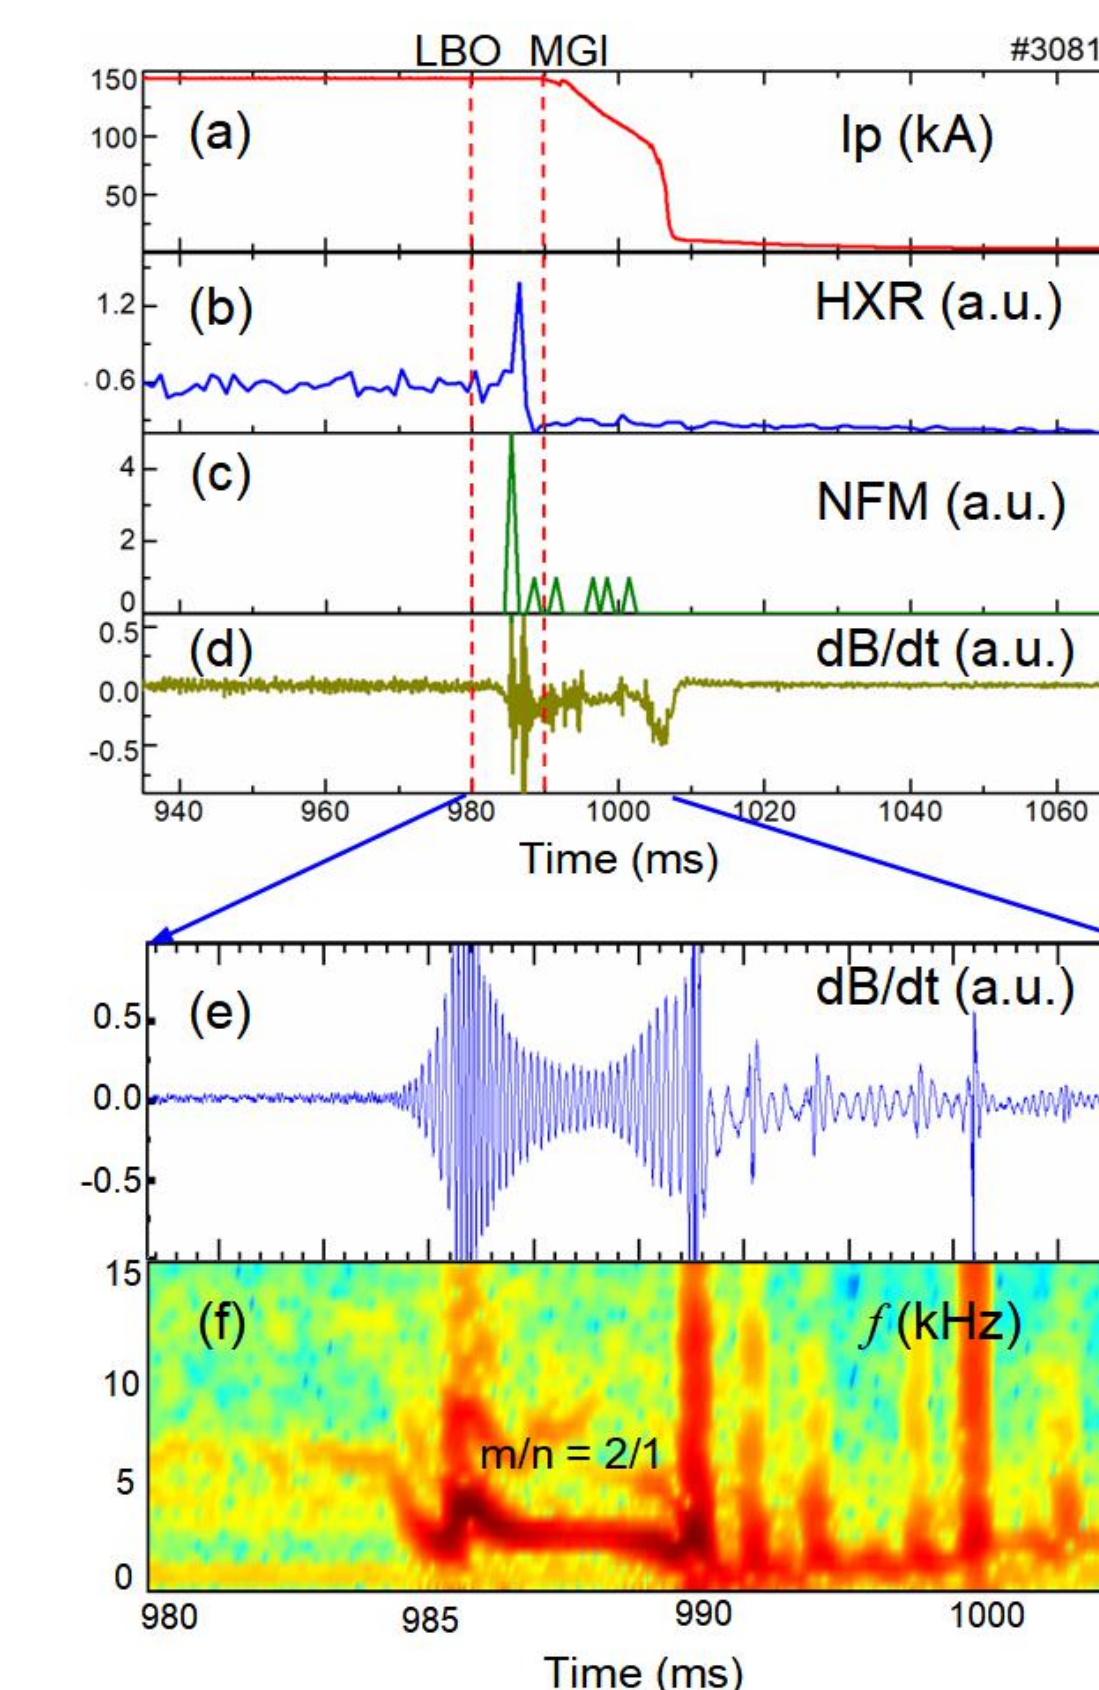 LBO MGI #3081
150
100
50
(a)
Ip (kA)
1.2
0.6
(b)
HXR (a.u.)
4
2
0
(c)
NFM (a.u.)
0.5
0.0
-0.5
(d)
dB/dt (a.u.)
940 960 980 1000 1020 1040 1060
Time (ms)
0.5
0.0
-0.5
(e)
dB/dt (a.u.)
15
10
5
0
(f)
f (kHz)
m/n = 2/1
980 985 990 1000
Time (ms)